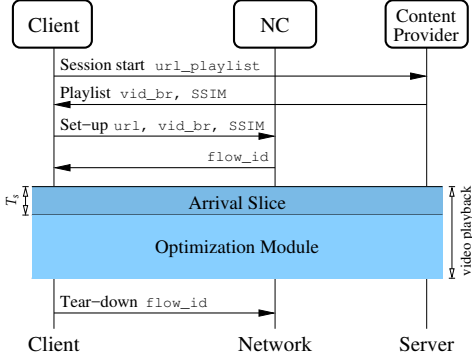 Client
NC
Content
Provider
Session start url_playlist
Playlist vid_br, SSIM
Set-up url, vid_br, SSIM
flow_id
Ts
Arrival Slice
Optimization Module
video playback
Tear-down flow_id
Client
Network
Server